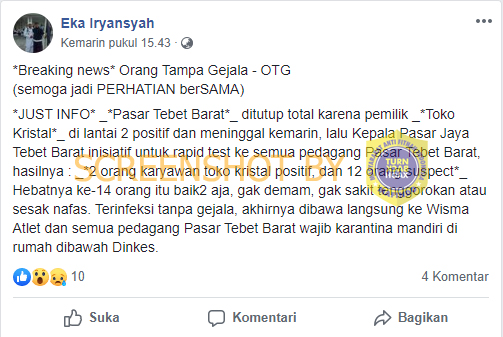 Eka Iryansyah
Kemarin pukul 15.43 ·
*Breaking news* Orang Tampa Gejala - OTG
(semoga jadi PERHATIAN berSAMA)
*JUST INFO* _*Pasar Tebet Barat*_ ditutup total karena pemilik _*Toko
Kristal*_ di lantai 2 positif dan meninggal kemarin, lalu Kepala Pasar Jaya
Tebet Barat inisiatif untuk rapid test ke semua pedagang Pasar Tebet Barat,
hasilnya : _*2 orang karyawan toko kristal positif, dan 12 orang suspect*_
Hebatnya ke-14 orang itu baik2 aja, gak demam, gak sakit tenggorokan atau
sesak nafas. Terinfeksi tanpa gejala, akhirnya dibawa langsung ke Wisma
Atlet dan semua pedagang Pasar Tebet Barat wajib karantina mandiri di
rumah dibawah Dinkes.
SCREENSHOT BY
TURN BACK HOAX
10
4 Komentar
Suka
Komentari
Bagikan